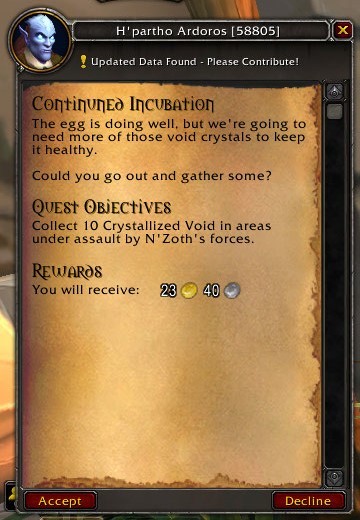 H'partho Ardoros [58805]
Updated Data Found - Please Contribute!
Continued Incubation
The egg is doing well, but we're going to
need more of those void crystals to keep
it healthy.
Could you go out and gather some?
Quest Objectives
Collect 10 Crystallized Void in areas
under assault by N'Zoth's forces.
Rewards
You will receive: 23 40
Accept
Decline